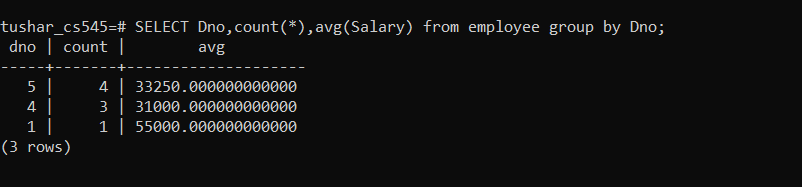 tushar_cs545=# SELECT Dno,count(*),avg(Salary) from employee group by Dno;
 dno | count |        avg
-----+-------+--------------------
   5 |     4 | 33250.000000000000
   4 |     3 | 31000.000000000000
   1 |     1 | 55000.000000000000
(3 rows)